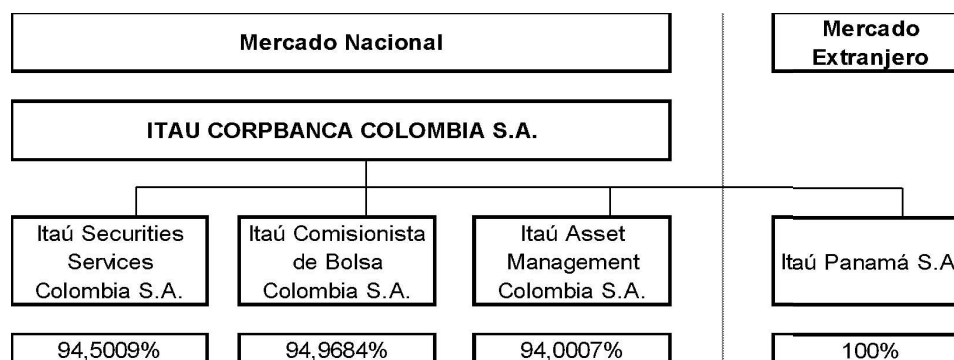 Mercado Nacional
Mercado
Extranjero
ITAU CORPBANCA COLOMBIA S.A.
Itaú Securities
Services
Colombia S.A.
Itaú Comisionista
de Bolsa
Colombia S.A.
Itaú Asset
Management
Colombia S.A.
Itaú Panamá S.A
94,5009%
94,9684%
94,0007%
100%